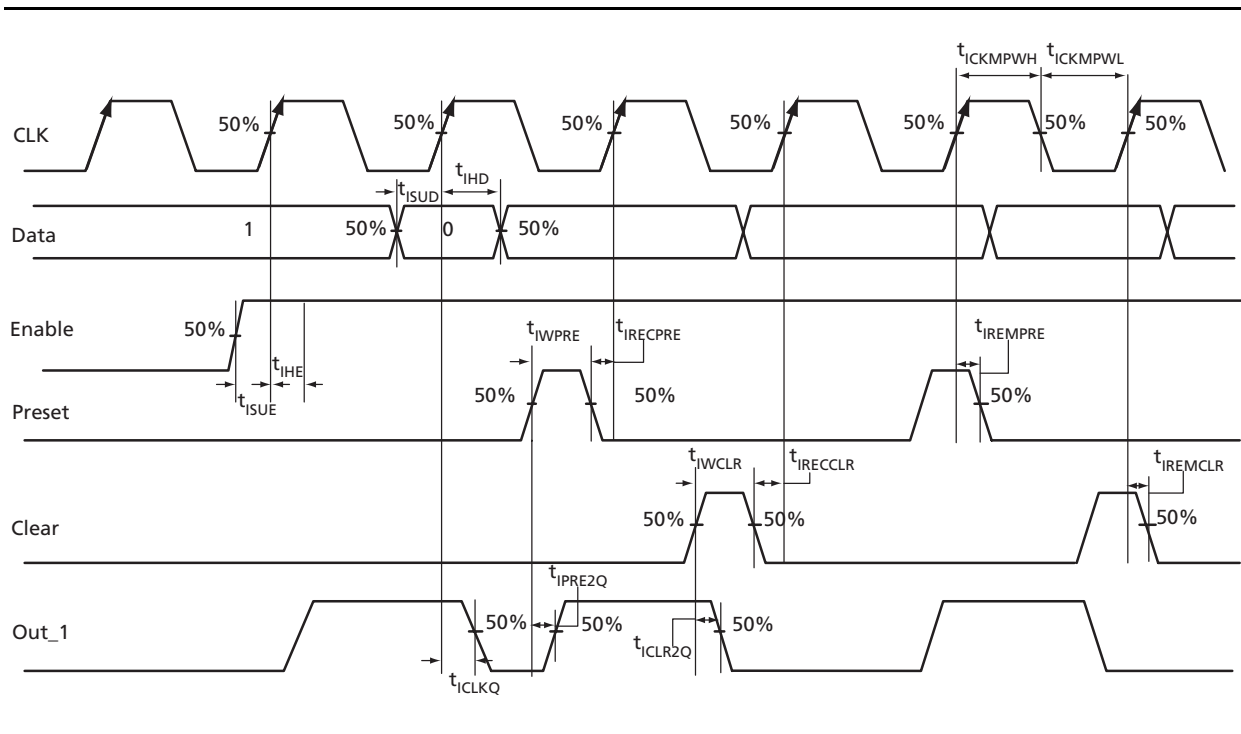 tICKMPWH tICKMPWL
CLK 50% 50% 50% 50% 50% 50% 50%
tISUD tIHD
Data 1 50% 0 50%
Enable 50%
tIWPRE tIRECPRE tIREMPRE
tIHE
tISUE
Preset 50% 50% 50%
tIWCLR tIRECCLR tIREMCLR
Clear 50% 50% 50%
tIPRE2Q
Out_1 50% 50% 50%
tICLR2Q
tICLKQ